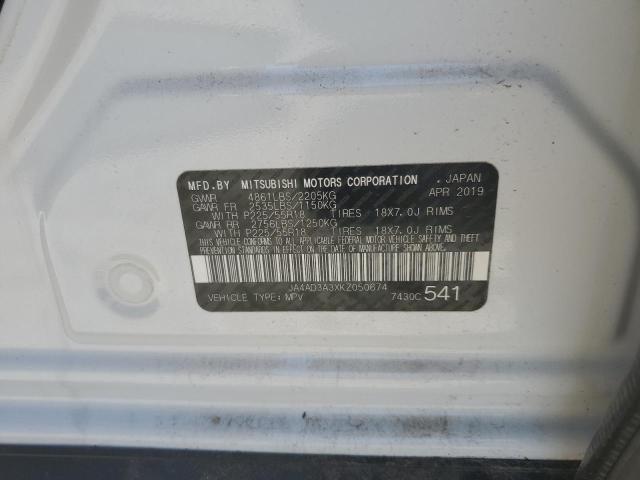 MFD.BY MITSUBISHI MOTORS CORPORATION , JAPAN
GVWR 4861LBS/2205KG APR 2019
GAWR FR 2535LBS/1150KG
WITH P225/55R18 TIRES 18X7.0J RIMS
GAWR RR 2756LBS/1250KG
WITH P225/55R18 TIRES 18X7.0J RIMS
THIS VEHICLE CONFORMS TO ALL APPLICABLE FEDERAL MOTOR VEHICLE SAFETY AND THEFT
PREVENTION STANDARDS IN EFFECT ON THE DATE OF MANUFACTURE SHOWN ABOVE.
JA4AD3A3XKZ050874
VEHICLE TYPE: MPV 7430C 541